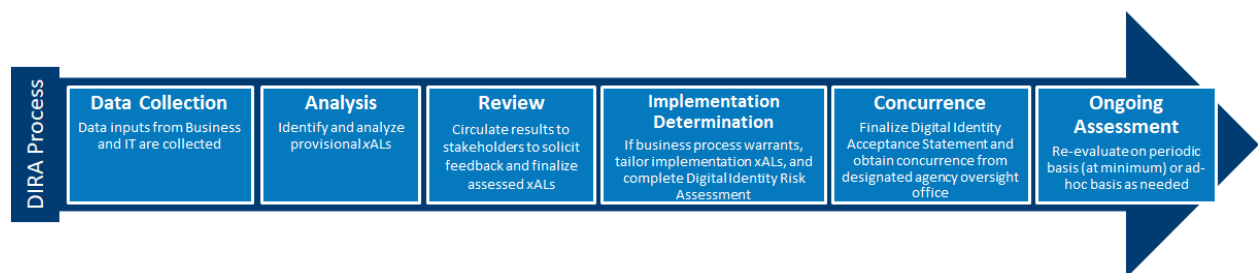 DIRA Process
Data Collection
Data inputs from Business
and IT are collected
Analysis
Identify and analyze
provisional xALs
Review
Circulate results to
stakeholders to solicit
feedback and finalize
assessed xALs
Implementation
Determination
If business process warrants,
tailor implementation xALs, and
complete Digital Identity Risk
Assessment
Concurrence
Finalize Digital Identity
Acceptance Statement and
obtain concurrence from
designated agency oversight
office
Ongoing
Assessment
Re-evaluate on periodic
basis (at minimum) or ad-
hoc basis as needed